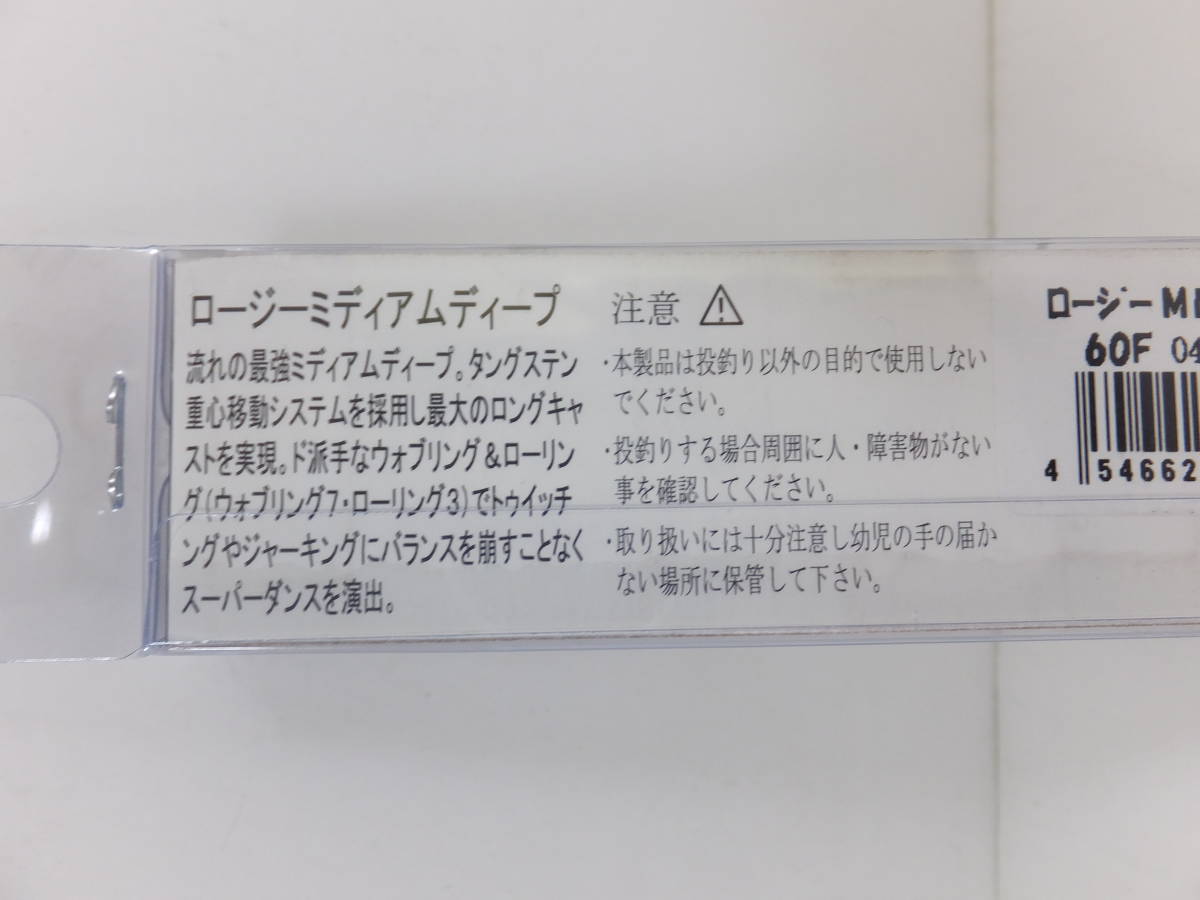 ロージーミディアムディープ
流れの最強ミディアムディープ。タングステン
重心移動システムを採用し最大のロングキャ
ストを実現。ド派手なウォブリング&ローリン
グ(ウォブリング7・ローリング3)でトゥイッチ
ングやジャーキングにバランスを崩すことなく
スーパーダンスを演出。
注意
・本製品は投釣り以外の目的で使用しない
でください。
・投釣りする場合周囲に人・障害物がない
事を確認してください。
・取り扱いには十分注意し幼児の手の届か
ない場所に保管して下さい。
ロージーM
60F 04
4 54662